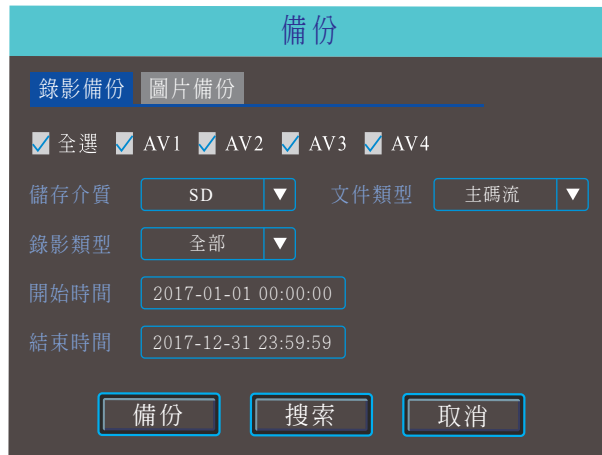 備份
錄影備份 圖片備份
全選 AV1 AV2 AV3 AV4
儲存介質 SD 文件類型 主碼流
錄影類型 全部
開始時間 2017-01-01 00:00:00
結束時間 2017-12-31 23:59:59
備份 搜索 取消